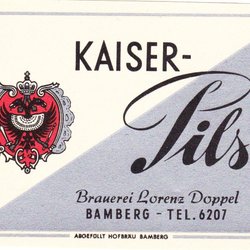 KAISER-
Pils
Brauerei Lorenz Doppel
BAMBERG - TEL. 6207
ABGEFÜLLT HOFBRÄU BAMBERG